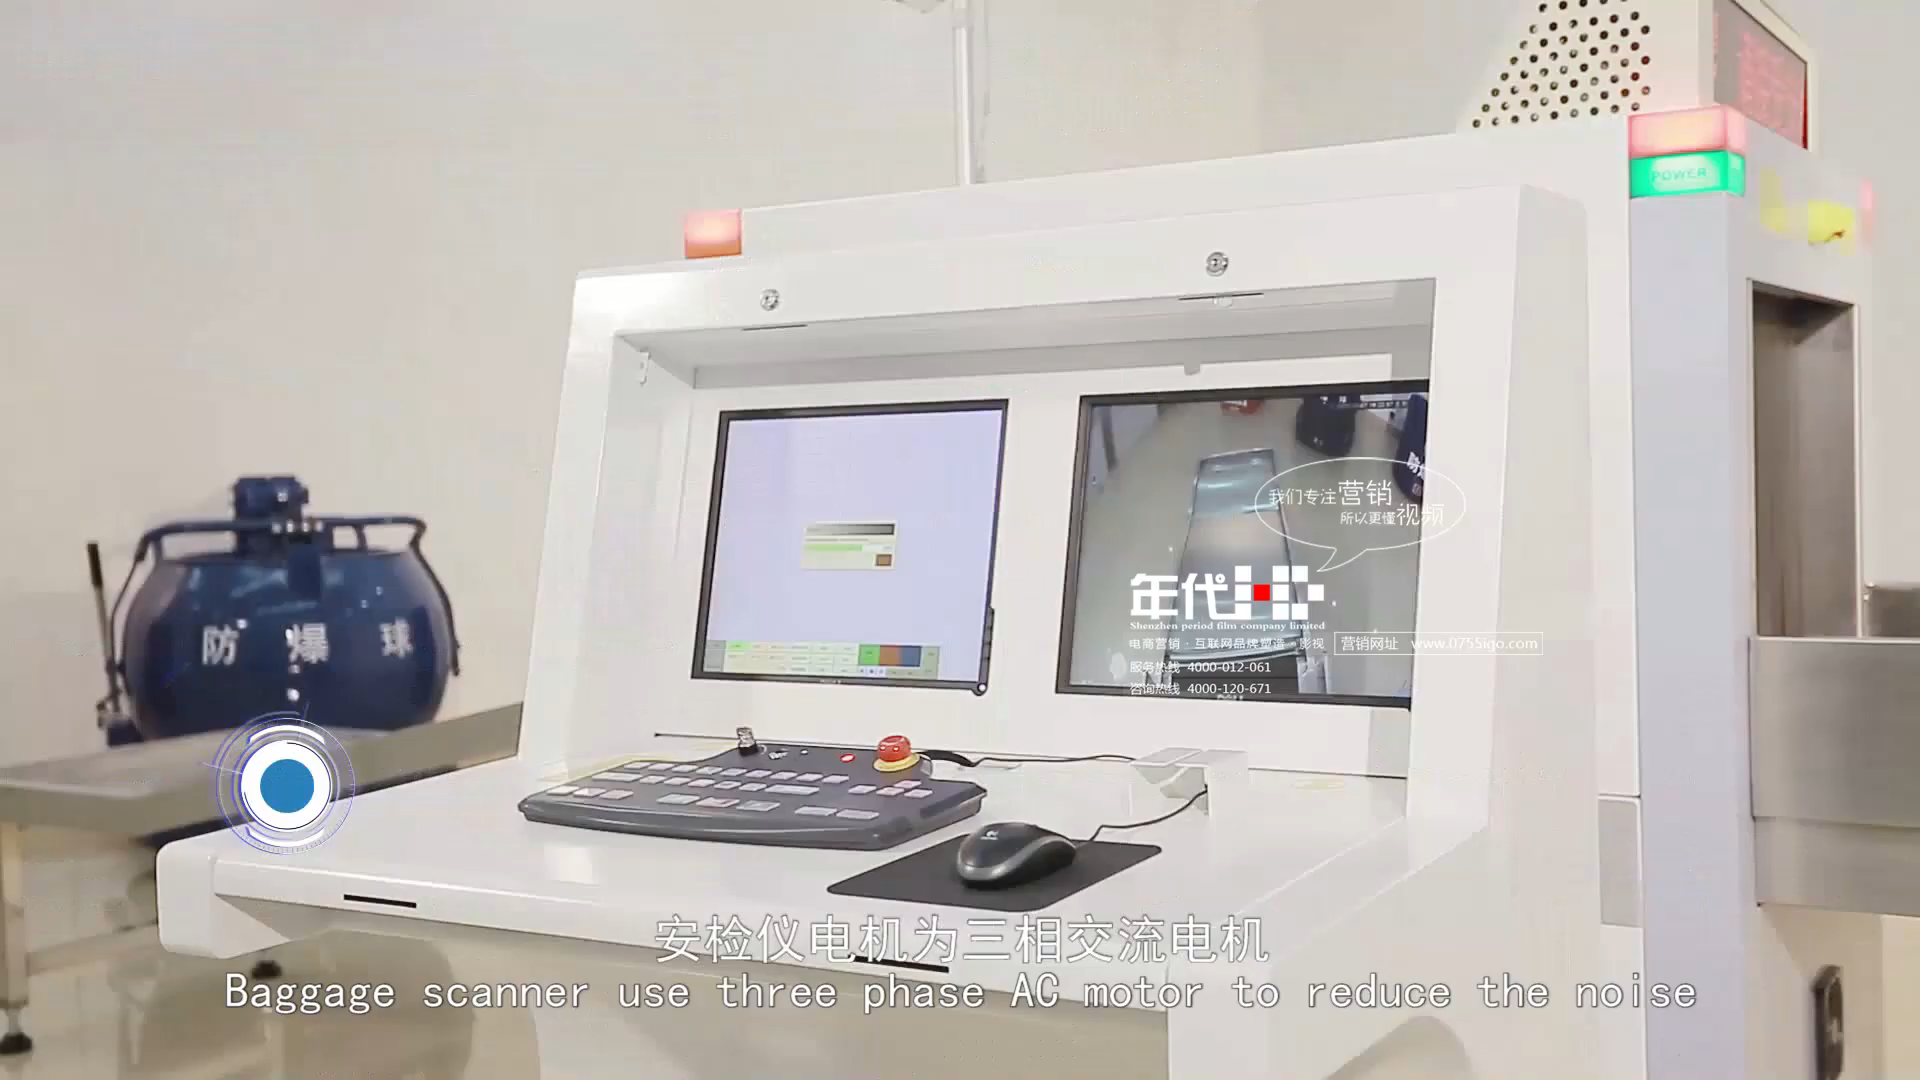 POWER
防 爆 球
我们专注营销
所以更懂视频
年代
Shenzhen period film company limited
电商营销·互联网品牌塑造·影视
营销网址 www.0755iqo.com
服务热线 4000-012-061
咨询热线 4000-120-671
安检仪电机为三相交流电机
Baggage scanner use three phase AC motor to reduce the noise